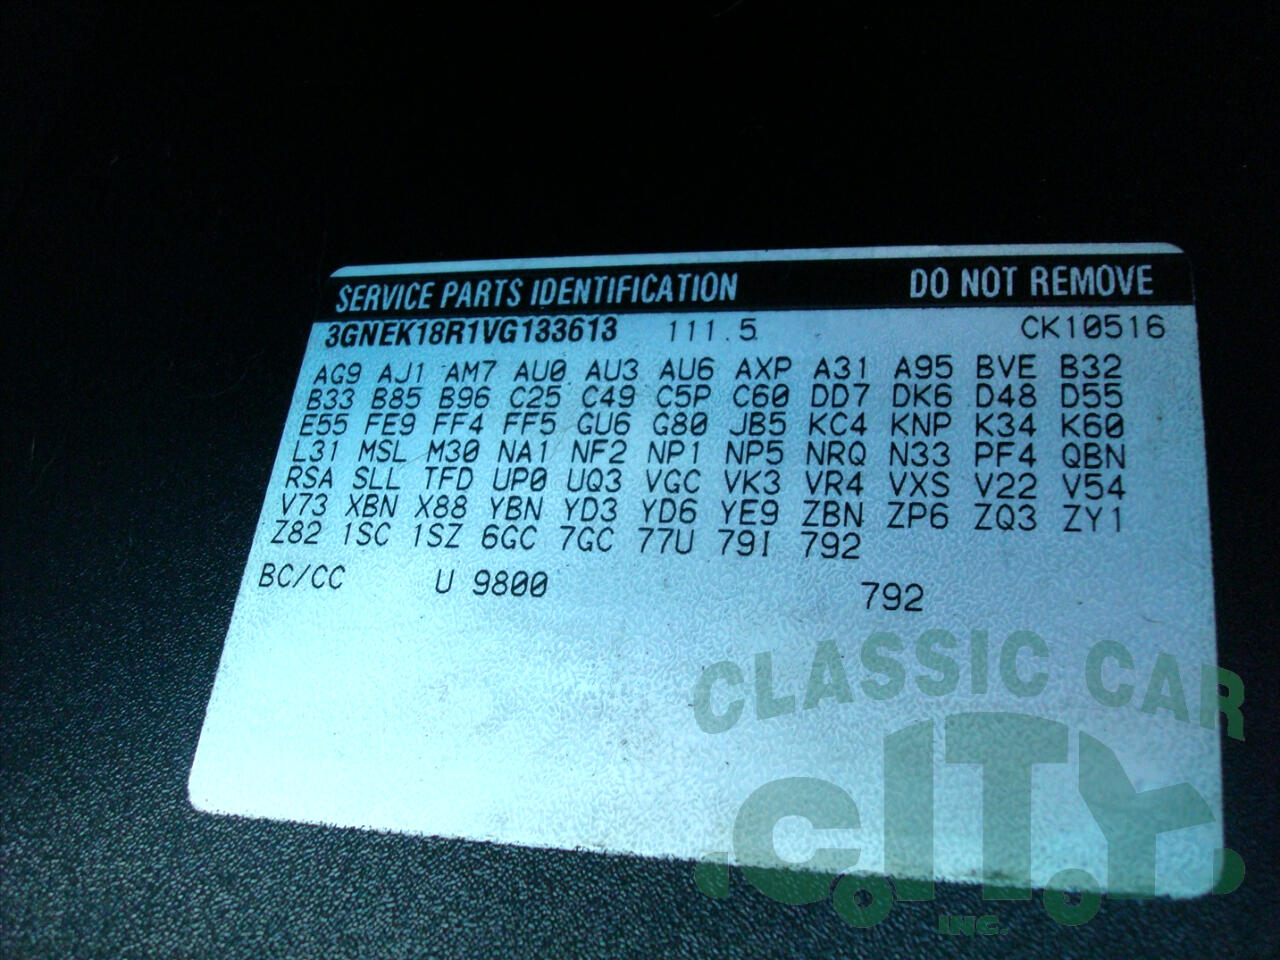 SERVICE PARTS IDENTIFICATION DO NOT REMOVE
3GNEK18R1VG133613 111.5 CK10516
AG9 AJ1 AM7 AU0 AU3 AU6 AXP A31 A95 BVE B32
B33 B85 B96 C25 C49 C5P C60 DD7 DK6 D48 D55
E55 FE9 FF4 FF5 GU6 G80 JB5 KC4 KNP K34 K60
L31 MSL M30 NA1 NF2 NP1 NP5 NRQ N33 PF4 QBN
RSA SLL TFD UP0 UQ3 VGC VK3 VR4 VXS V22 V54
V73 XBN X88 YBN YD3 YD6 YE9 ZBN ZP6 ZQ3 ZY1
Z82 1SC 1SZ 6GC 7GC 77U 79I 792
BC/CC U 9800 792
CLASSIC CAR
CITY
INC.